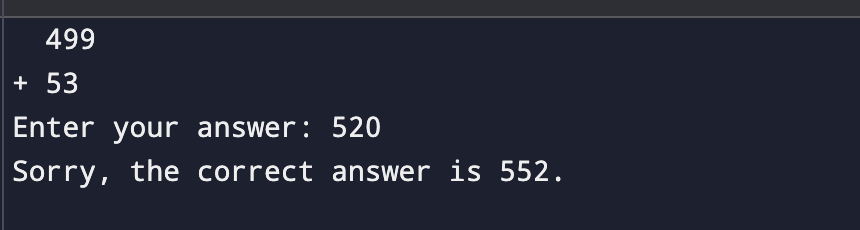 499
+ 53
Enter your answer: 520
Sorry, the correct answer is 552.